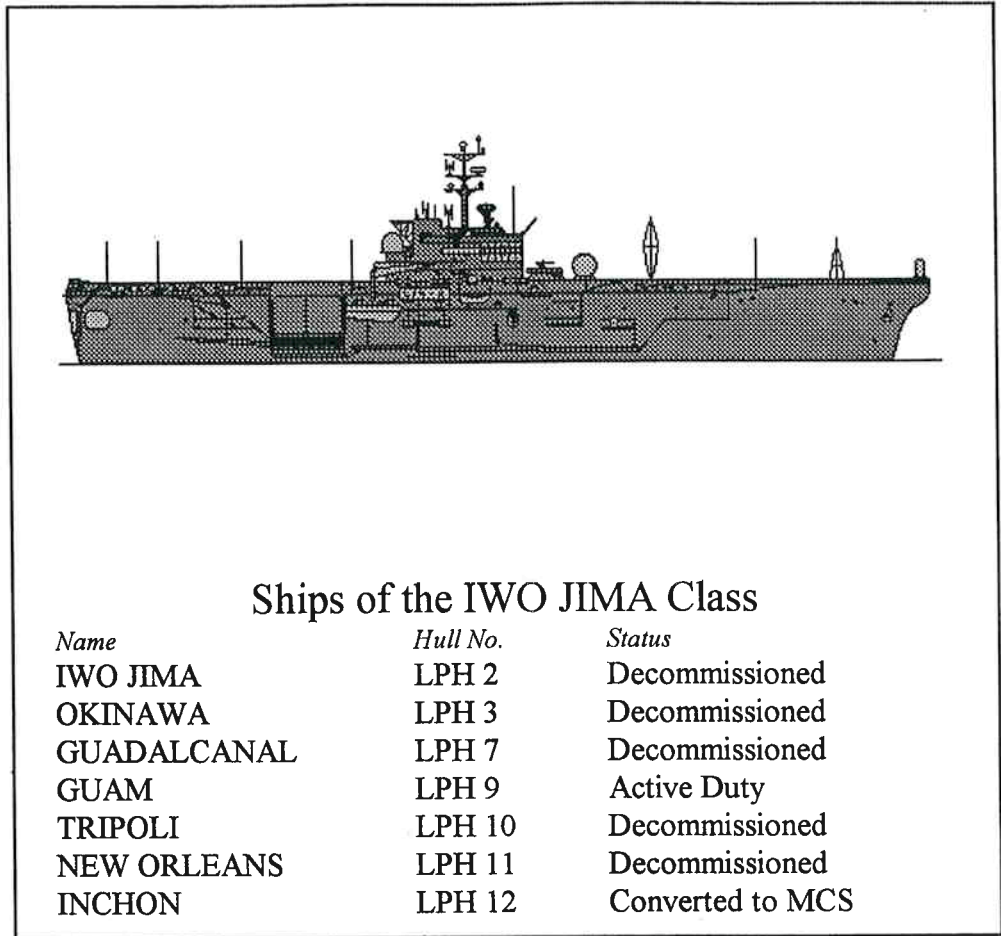 Ships of the IWO JIMA Class
Name Hull No. Status
IWO JIMA LPH 2 Decommissioned
OKINAWA LPH 3 Decommissioned
GUADALCANAL LPH 7 Decommissioned
GUAM LPH 9 Active Duty
TRIPOLI LPH 10 Decommissioned
NEW ORLEANS LPH 11 Decommissioned
INCHON LPH 12 Converted to MCS